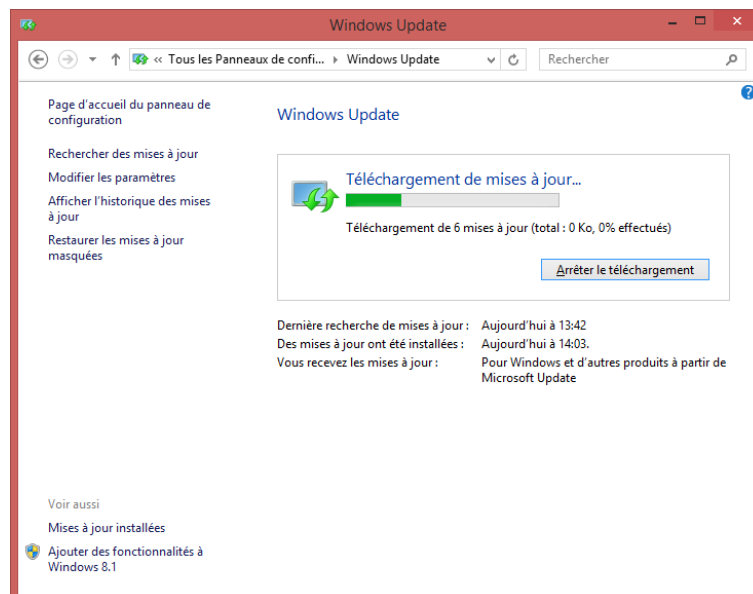 Windows Update
« Tous les Panneaux de confi... Windows Update
Rechercher
Page d'accueil du panneau de
configuration
Rechercher des mises à jour
Modifier les paramètres
Afficher l'historique des mises
à jour
Restaurer les mises à jour
masquées
Windows Update
Téléchargement de mises à jour...
Téléchargement de 6 mises à jour (total : 0 Ko, 0% effectués)
Arrêter le téléchargement
Dernière recherche de mises à jour : Aujourd'hui à 13:42
Des mises à jour ont été installées : Aujourd'hui à 14:03.
Vous recevez les mises à jour : Pour Windows et d'autres produits à partir de
Microsoft Update
Voir aussi
Mises à jour installées
Ajouter des fonctionnalités à
Windows 8.1